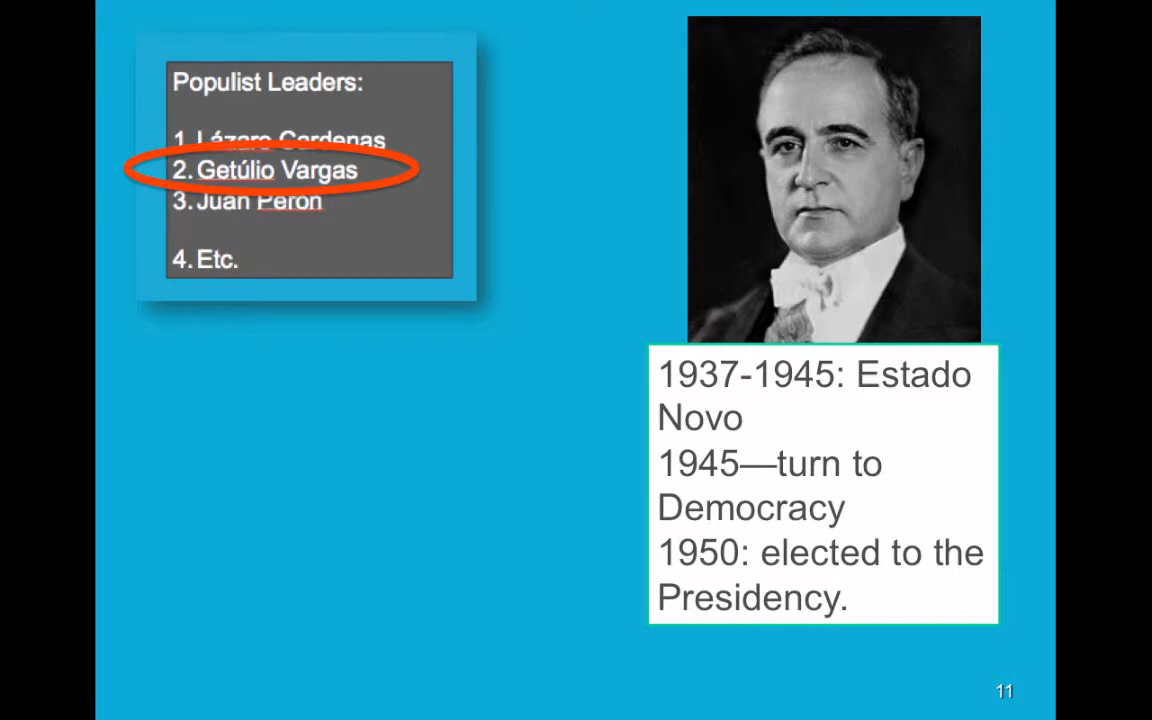 Populist Leaders:
1. Lázaro Cardenas
2. Getúlio Vargas
3. Juan Peron
4. Etc.
1937-1945: Estado
Novo
1945—turn to
Democracy
1950: elected to the
Presidency.
11